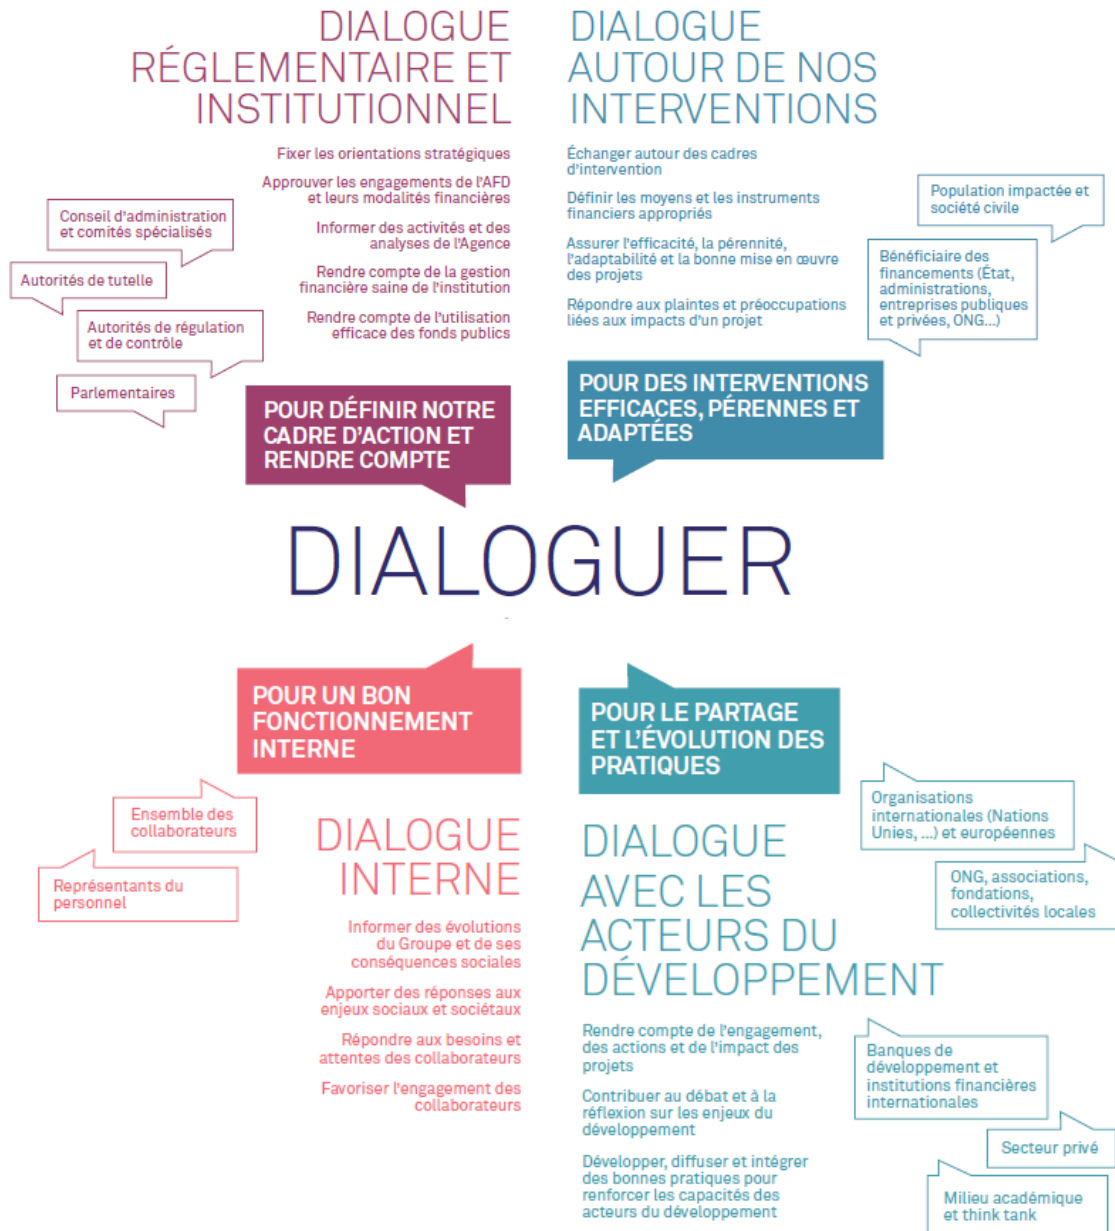 DIALOGUE
RÉGLEMENTAIRE ET
INSTITUTIONNEL
Fixer les orientations stratégiques
Approuver les engagements de l'AFD
et leurs modalités financières
Informer des activités et des
analyses de l'Agence
Rendre compte de la gestion
financière saine de l'institution
Rendre compte de l'utilisation
efficace des fonds publics
Conseil d'administration
et comités spécialisés
Autorités de tutelle
Autorités de régulation
et de contrôle
Parlementaires
POUR DÉFINIR NOTRE
CADRE D'ACTION ET
RENDRE COMPTE
DIALOGUE
AUTOUR DE NOS
INTERVENTIONS
Échanger autour des cadres
d'intervention
Définir les moyens et les instruments
financiers appropriés
Assurer l'efficacité, la pérennité,
l'adaptabilité et la bonne mise en œuvre
des projets
Répondre aux plaintes et préoccupations
liées aux impacts d'un projet
Population impactée et
société civile
Bénéficiaire des
financements (État,
administrations,
entreprises publiques
et privées, ONG...)
POUR DES INTERVENTIONS
EFFICACES, PÉRENNES ET
ADAPTÉES
DIALOGUER
POUR UN BON
FONCTIONNEMENT
INTERNE
Ensemble des
collaborateurs
Représentants du
personnel
DIALOGUE
INTERNE
Informer des évolutions
du Groupe et de ses
conséquences sociales
Apporter des réponses aux
enjeux sociaux et sociétaux
Répondre aux besoins et
attentes des collaborateurs
Favoriser l'engagement des
collaborateurs
POUR LE PARTAGE
ET L'ÉVOLUTION DES
PRATIQUES
DIALOGUE
AVEC LES
ACTEURS DU
DÉVELOPPEMENT
Rendre compte de l'engagement,
des actions et de l'impact des
projets
Contribuer au débat et à la
réflexion sur les enjeux du
développement
Développer, diffuser et intégrer
des bonnes pratiques pour
renforcer les capacités des
acteurs du développement
Organisations
internationales (Nations
Unies, ...) et européennes
ONG, associations,
fondations,
collectivités locales
Banques de
développement et
institutions financières
internationales
Secteur privé
Milieu académique
et think tank